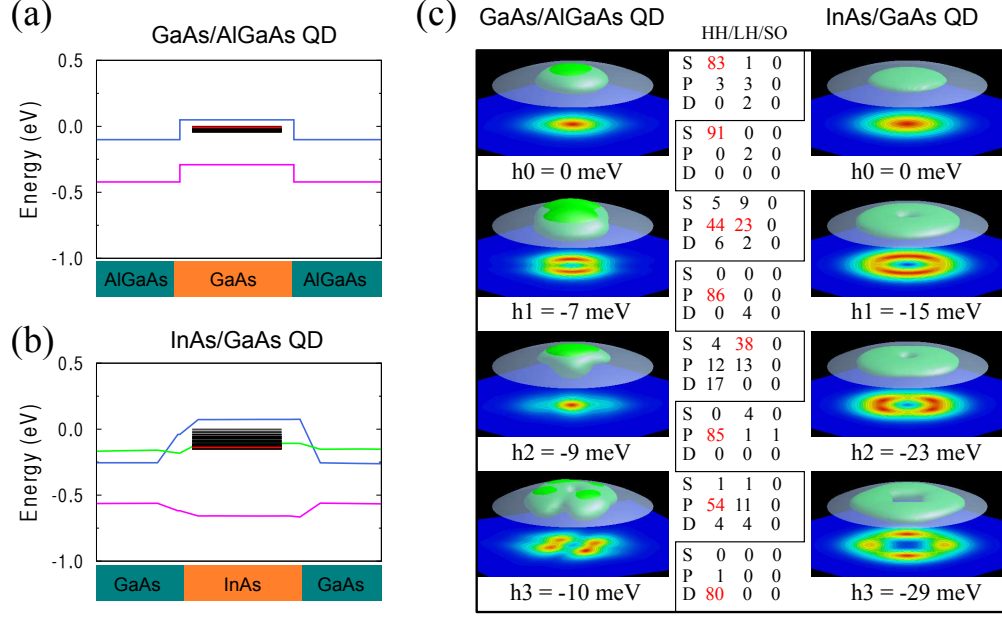 (a)
GaAs/AlGaAs QD
Energy (eV)
0.5
0.0
-0.5
-1.0
AlGaAs GaAs AlGaAs
(b)
InAs/GaAs QD
Energy (eV)
0.5
0.0
-0.5
-1.0
GaAs InAs GaAs
(c)
GaAs/AlGaAs QD
HH/LH/SO
InAs/GaAs QD
S 83 1 0
P 3 3 0
D 0 2 0
S 91 0 0
P 0 2 0
D 0 0 0
h0 = 0 meV
h0 = 0 meV
S 5 9 0
P 44 23 0
D 6 2 0
S 0 0 0
P 86 0 0
D 0 4 0
h1 = -7 meV
h1 = -15 meV
S 4 38 0
P 12 13 0
D 17 0 0
S 0 4 0
P 85 1 1
D 0 0 0
h2 = -9 meV
h2 = -23 meV
S 1 1 0
P 54 11 0
D 4 4 0
S 0 0 0
P 1 0 0
D 80 0 0
h3 = -10 meV
h3 = -29 meV